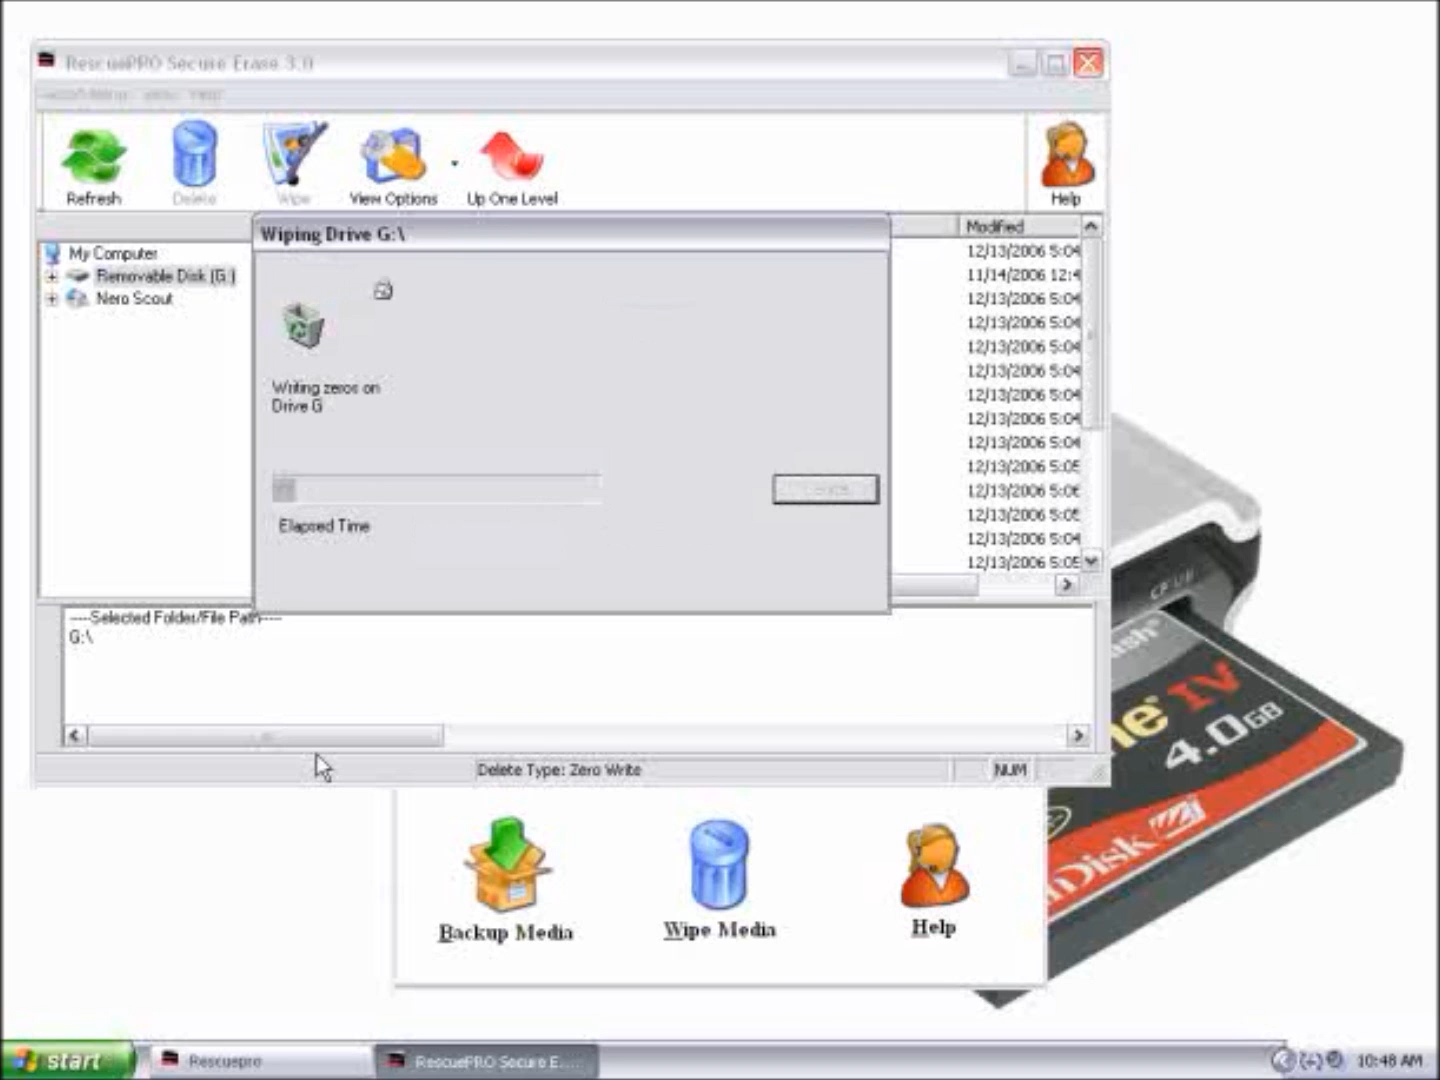 RescuePRO Secure Erase 3.0
Refresh
Delete
Wipe
View Options
Up One Level
Help
Wiping Drive G:\
Modified
My Computer
Removable Disk (G:)
Nero Scout
12/13/2006 5:04
11/14/2006 12:4
12/13/2006 5:04
12/13/2006 5:04
12/13/2006 5:04
12/13/2006 5:04
12/13/2006 5:04
12/13/2006 5:04
12/13/2006 5:04
12/13/2006 5:05
12/13/2006 5:06
12/13/2006 5:05
12/13/2006 5:04
12/13/2006 5:05
Writing zeros on
Drive G
Elapsed Time
----Selected Folder/File Path----
G:\
Delete Type: Zero Write
NUM
IV
4.0GB
Backup Media
Wipe Media
Help
start
Rescuepro
RescuePRO Secure E....
10:48 AM